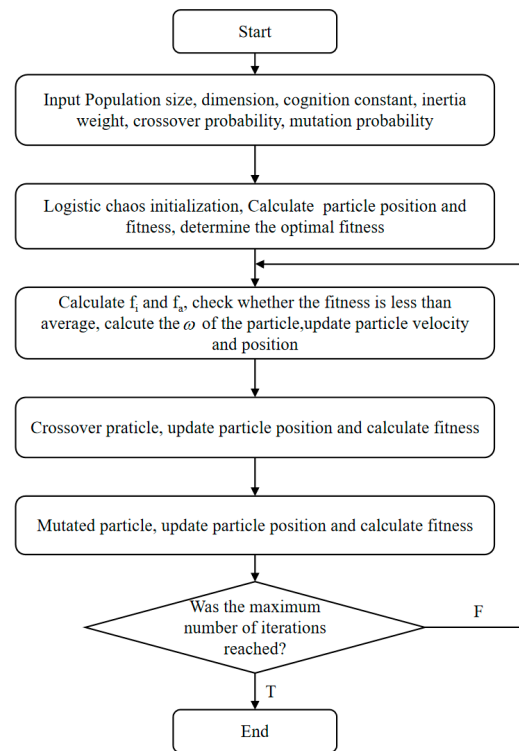 Start
Input Population size, dimension, cognition constant, inertia
weight, crossover probability, mutation probability
Logistic chaos initialization, Calculate particle position and
fitness, determine the optimal fitness
Calculate fi and fa, check whether the fitness is less than
average, calcute the ω of the particle,update particle velocity
and position
Crossover praticle, update particle position and calculate fitness
Mutated particle, update particle position and calculate fitness
Was the maximum
number of iterations
reached?
F
T
End